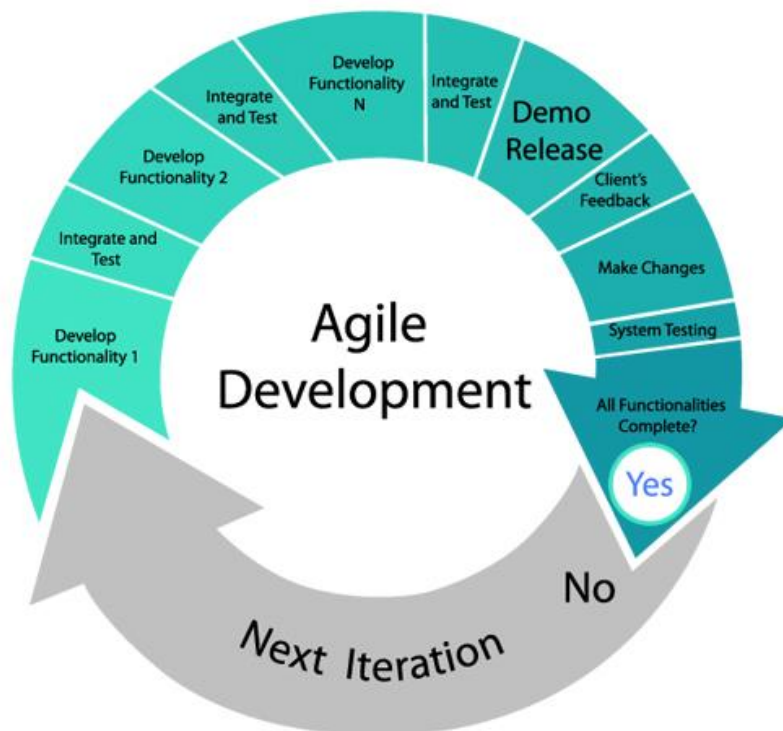 Develop
Functionality 1
Integrate and
Test
Develop
Functionality 2
Integrate
and Test
Develop
Functionality
N
Integrate
and Test
Demo
Release
Client's
Feedback
Make Changes
System Testing
All Functionalities
Complete?
Yes
No
Next Iteration
Agile
Development